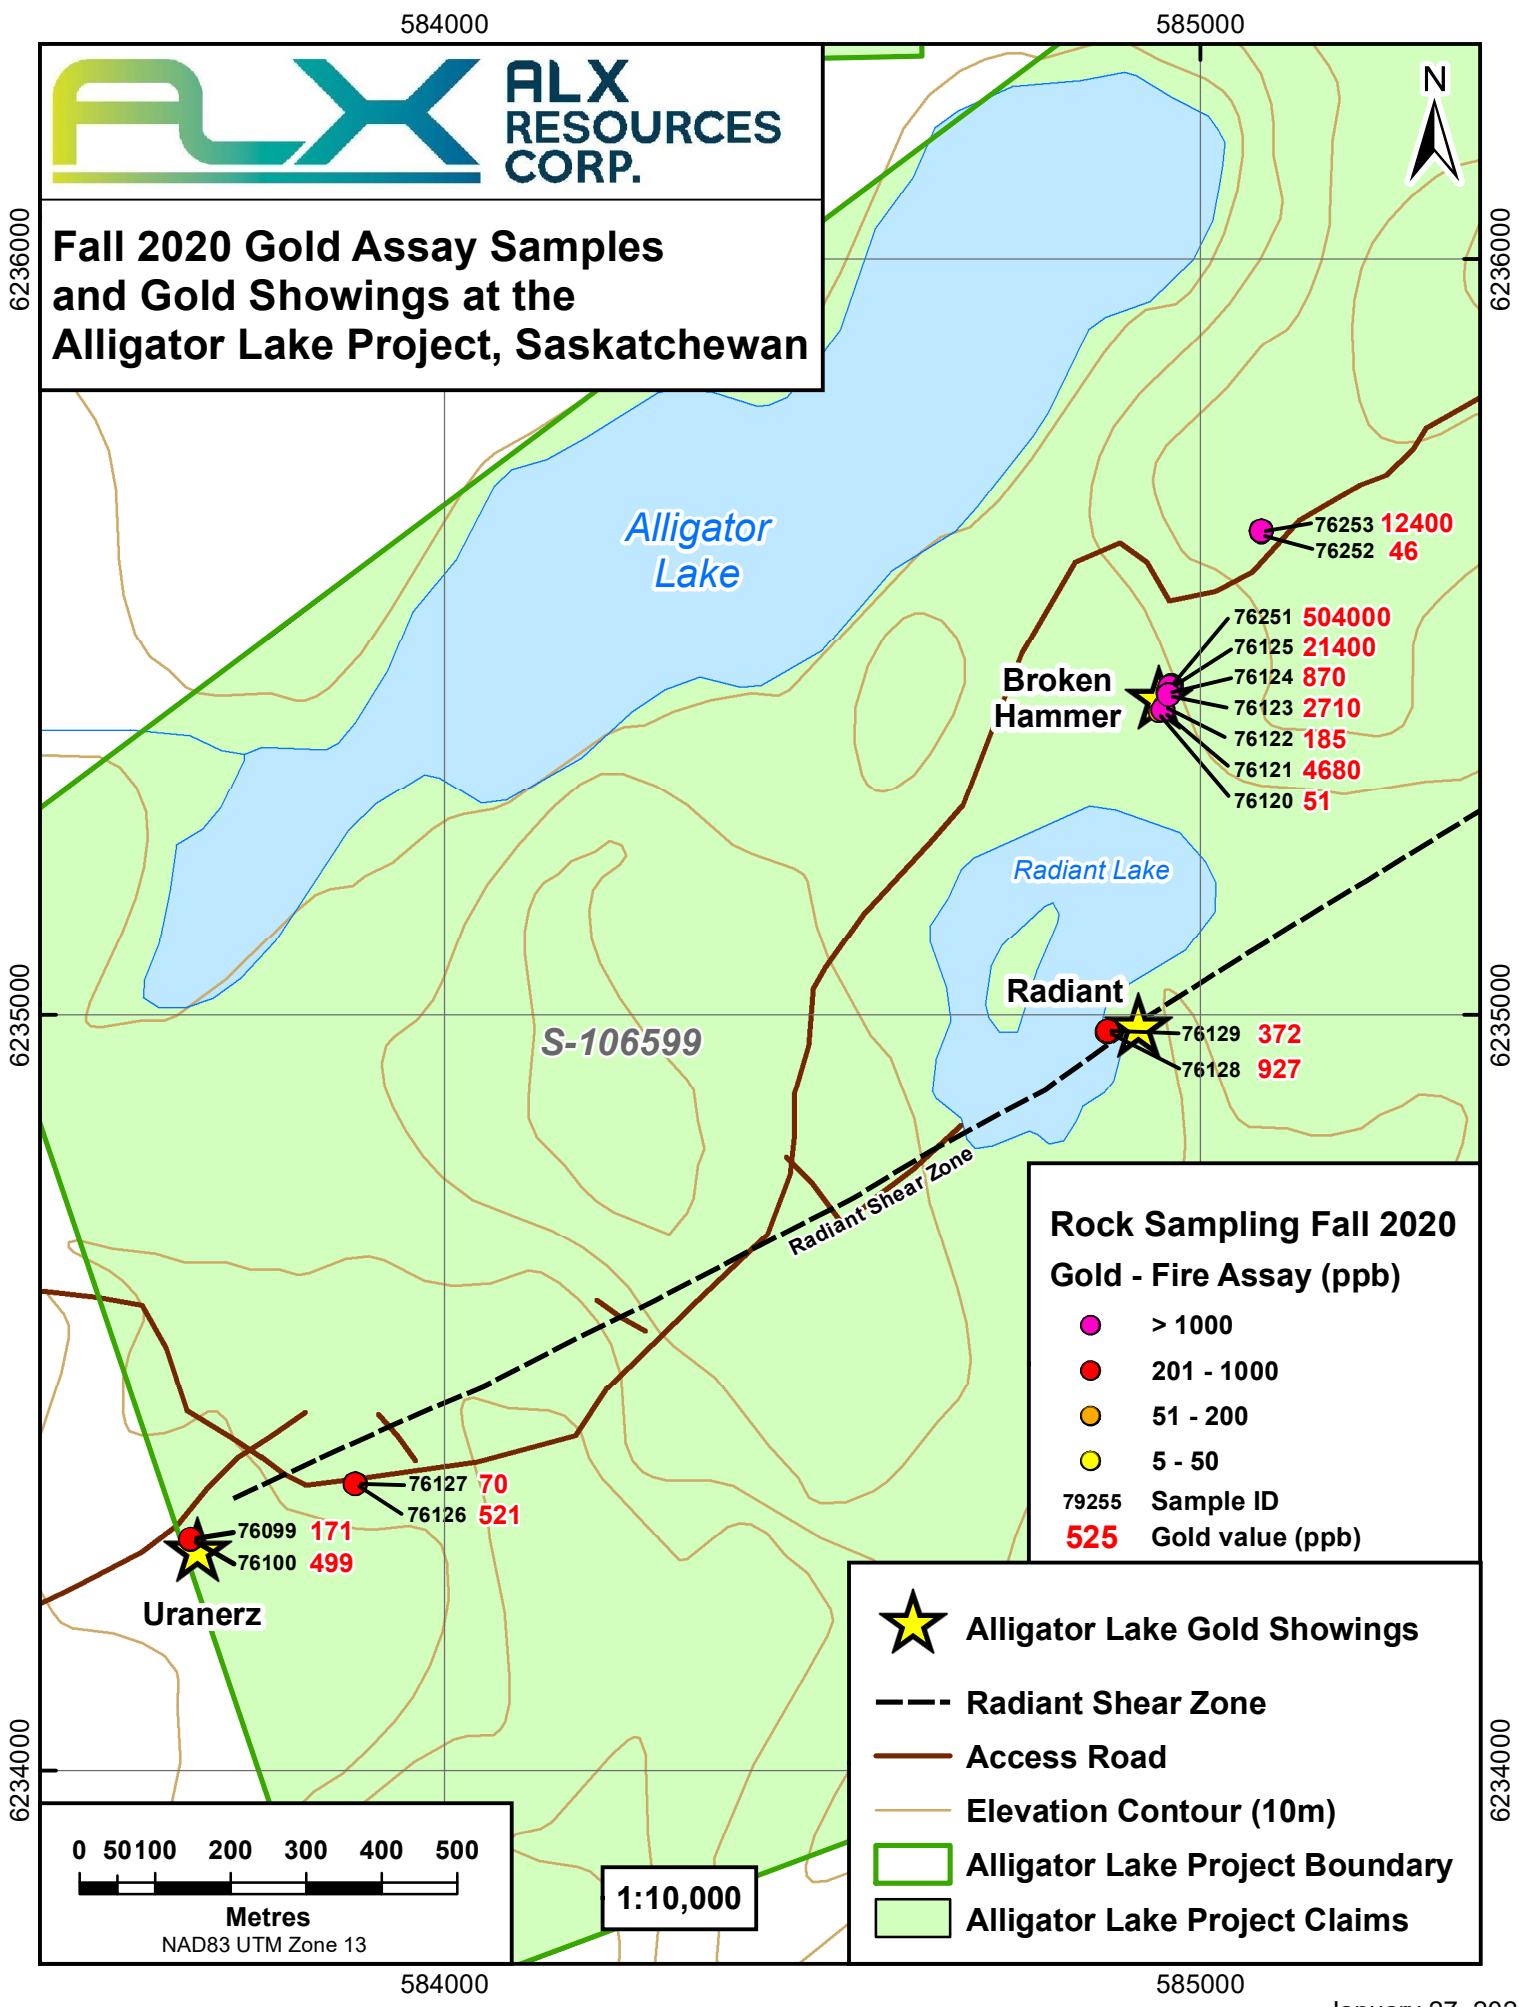 584000
585000
ALX
ALX
RESOURCES
CORP.
N
Fall 2020 Gold Assay Samples
and Gold Showings at the
Alligator Lake Project, Saskatchewan
6236000
6236000
Alligator
Lake
76253 12400
76252 46
76251 504000
76125 21400
76124 870
76123 2710
76122 185
76121 4680
76120 51
Broken
Hammer
Radiant Lake
Radiant
6235000
6235000
S-106599
76129 372
76128 927
Radiant Shear Zone
Rock Sampling Fall 2020
Gold - Fire Assay (ppb)
> 1000
201 - 1000
51 - 200
5 - 50
79255 Sample ID
525 Gold value (ppb)
76127 70
76126 521
76099 171
76100 499
Uranerz
Alligator Lake Gold Showings
Radiant Shear Zone
Access Road
Elevation Contour (10m)
Alligator Lake Project Boundary
Alligator Lake Project Claims
6234000
6234000
0 50 100 200 300 400 500
Metres
NAD83 UTM Zone 13
1:10,000
584000
585000